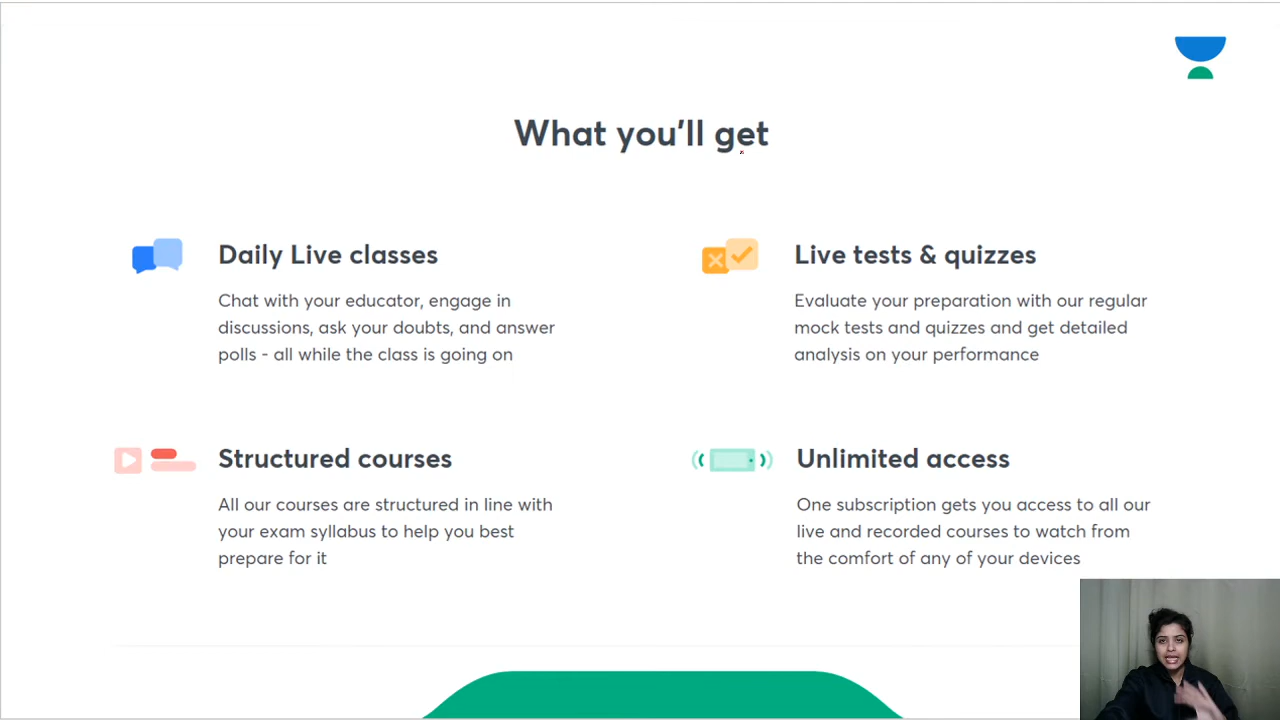 What you'll get
Daily Live classes
Chat with your educator, engage in
discussions, ask your doubts, and answer
polls - all while the class is going on
Live tests & quizzes
Evaluate your preparation with our regular
mock tests and quizzes and get detailed
analysis on your performance
Structured courses
All our courses are structured in line with
your exam syllabus to help you best
prepare for it
Unlimited access
One subscription gets you access to all our
live and recorded courses to watch from
the comfort of any of your devices